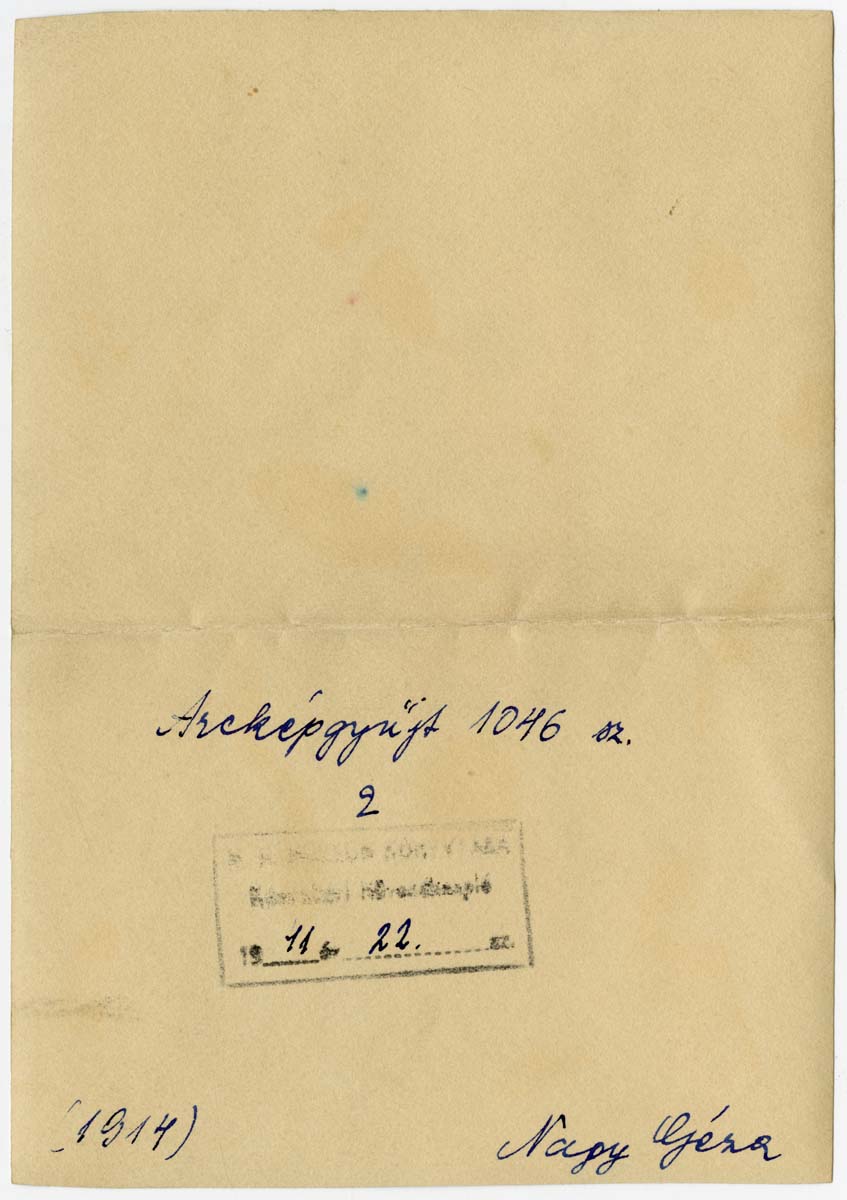 Arcképgyűjt 1046 sz.
2
19 11 é. 22. sz.
(1914)
Nagy Géza